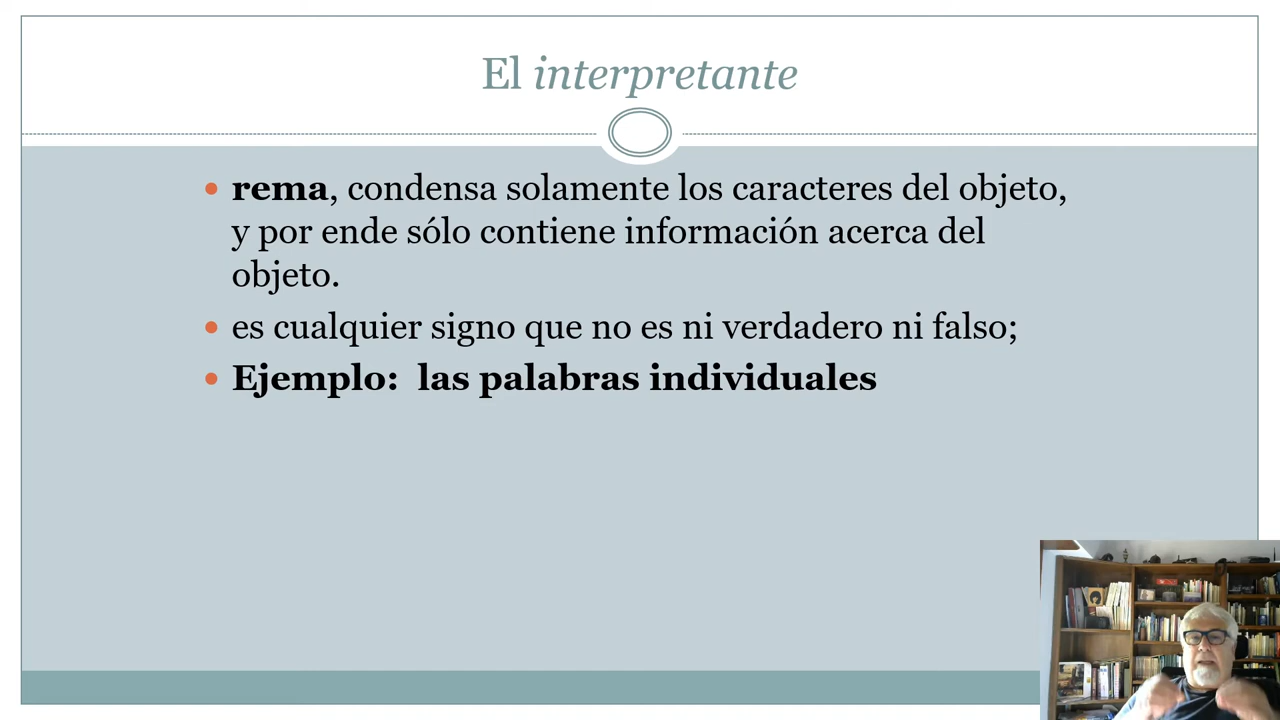 El interpretante
rema, condensa solamente los caracteres del objeto,
y por ende sólo contiene información acerca del
objeto.
es cualquier signo que no es ni verdadero ni falso;
Ejemplo: las palabras individuales